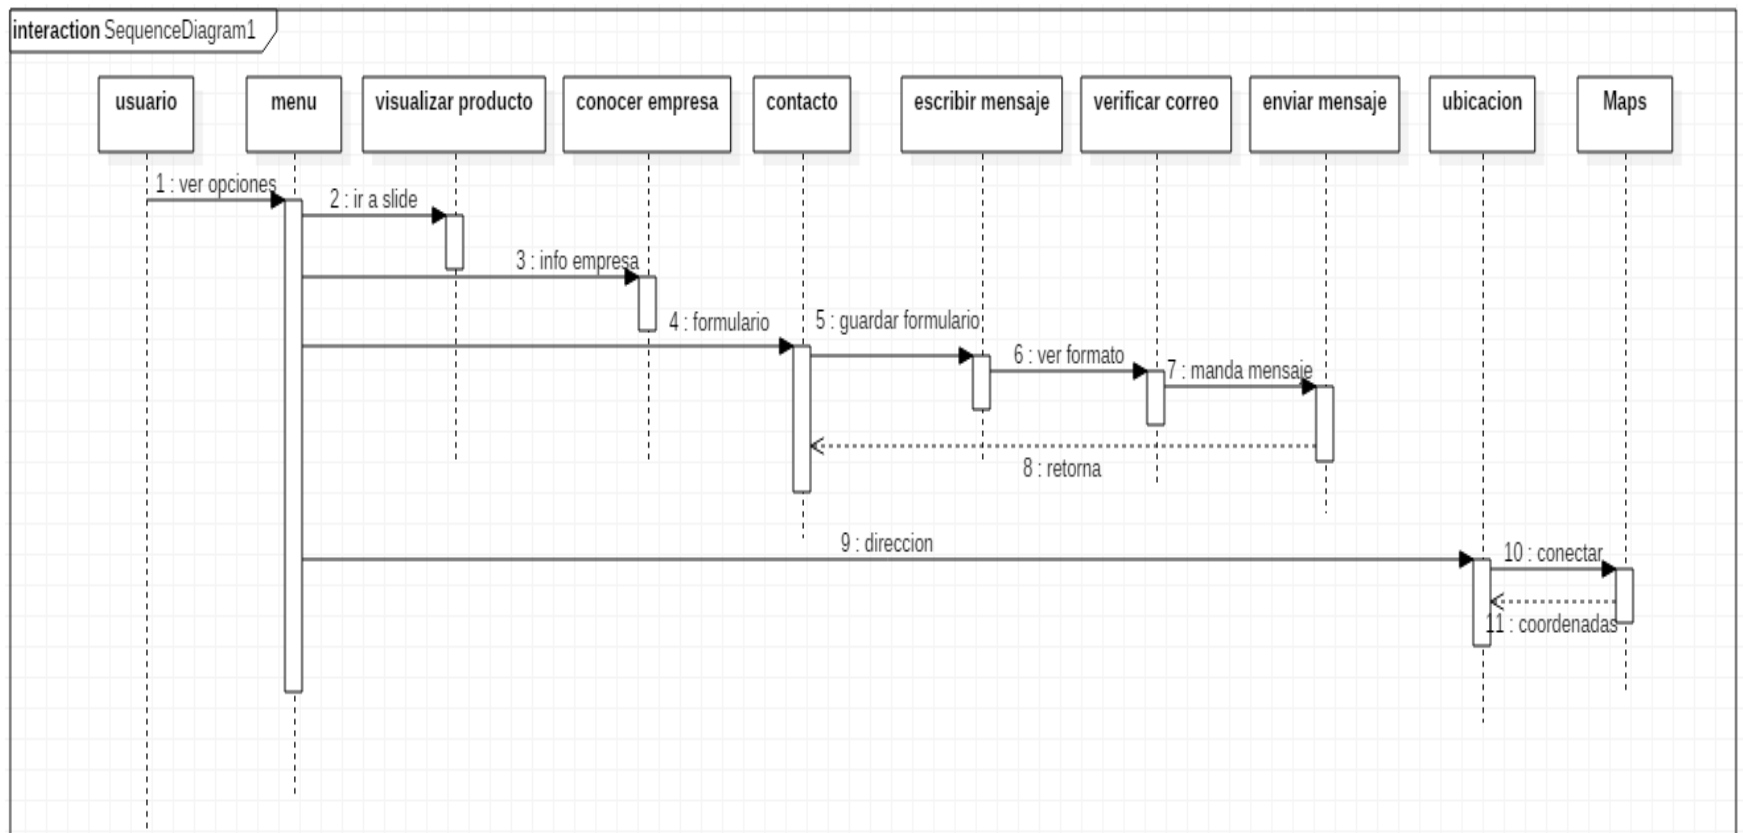 interaction SequenceDiagram1
usuario
menu
visualizar producto
conocer empresa
contacto
escribir mensaje
verificar correo
enviar mensaje
ubicacion
Maps
1 : ver opciones
2 : ir a slide
3 : info empresa
4 : formulario
5 : guardar formulario
6 : ver formato
7 : manda mensaje
8 : retorna
9 : direccion
10 : conectar
11 : coordenadas